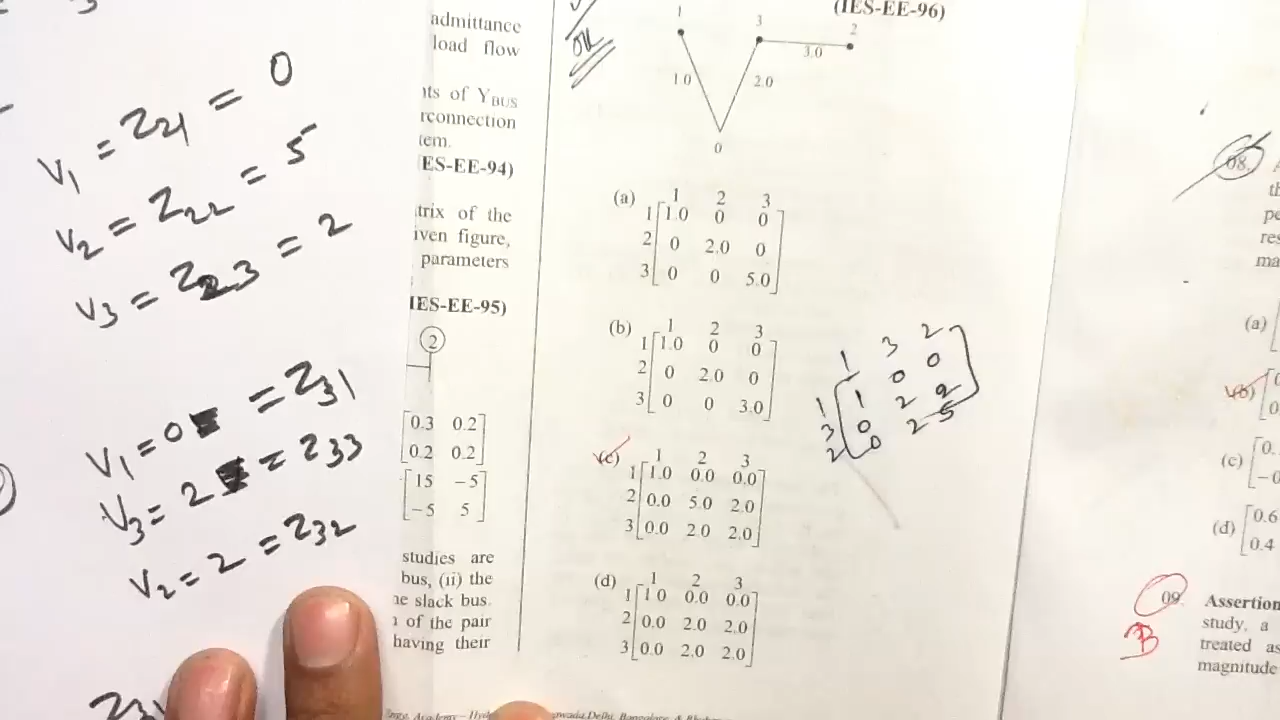 V1 = Z21 = 0
V2 = Z22 = 5
V3 = Z23 = 2
V1 = 0 = Z31
V3 = 2 = Z33
V2 = 2 = Z32
admittance
load flow
of YBUS
tem.
ES-EE-94)
of the
figure,
parameters
IES-EE-95)
2
0.3 0.2
0.2 0.2
15 −5
−5 5
studies are
bus, (ii) the
slack bus.
of the pair
having their
(IES-EE-96)
1
3
2
3.0
1.0
2.0
0
(a)
1 2 3
1 1.0 0 0
2 0 2.0 0
3 0 0 5.0
(b)
1 2 3
1 1.0 0 0
2 0 2.0 0
3 0 0 3.0
(c)
1 2 3
1 1.0 0.0 0.0
2 0.0 5.0 2.0
3 0.0 2.0 2.0
(d)
1 2 3
1 1.0 0.0 0.0
2 0.0 2.0 2.0
3 0.0 2.0 2.0
1 3 2
1 1 0 0
3 0 2 2
2 0 2 5
08.
(a)
(b)
(c) 0.
−0
(d) 0.6
0.4
09. Assertion
B
study, a
treated as
magnitude